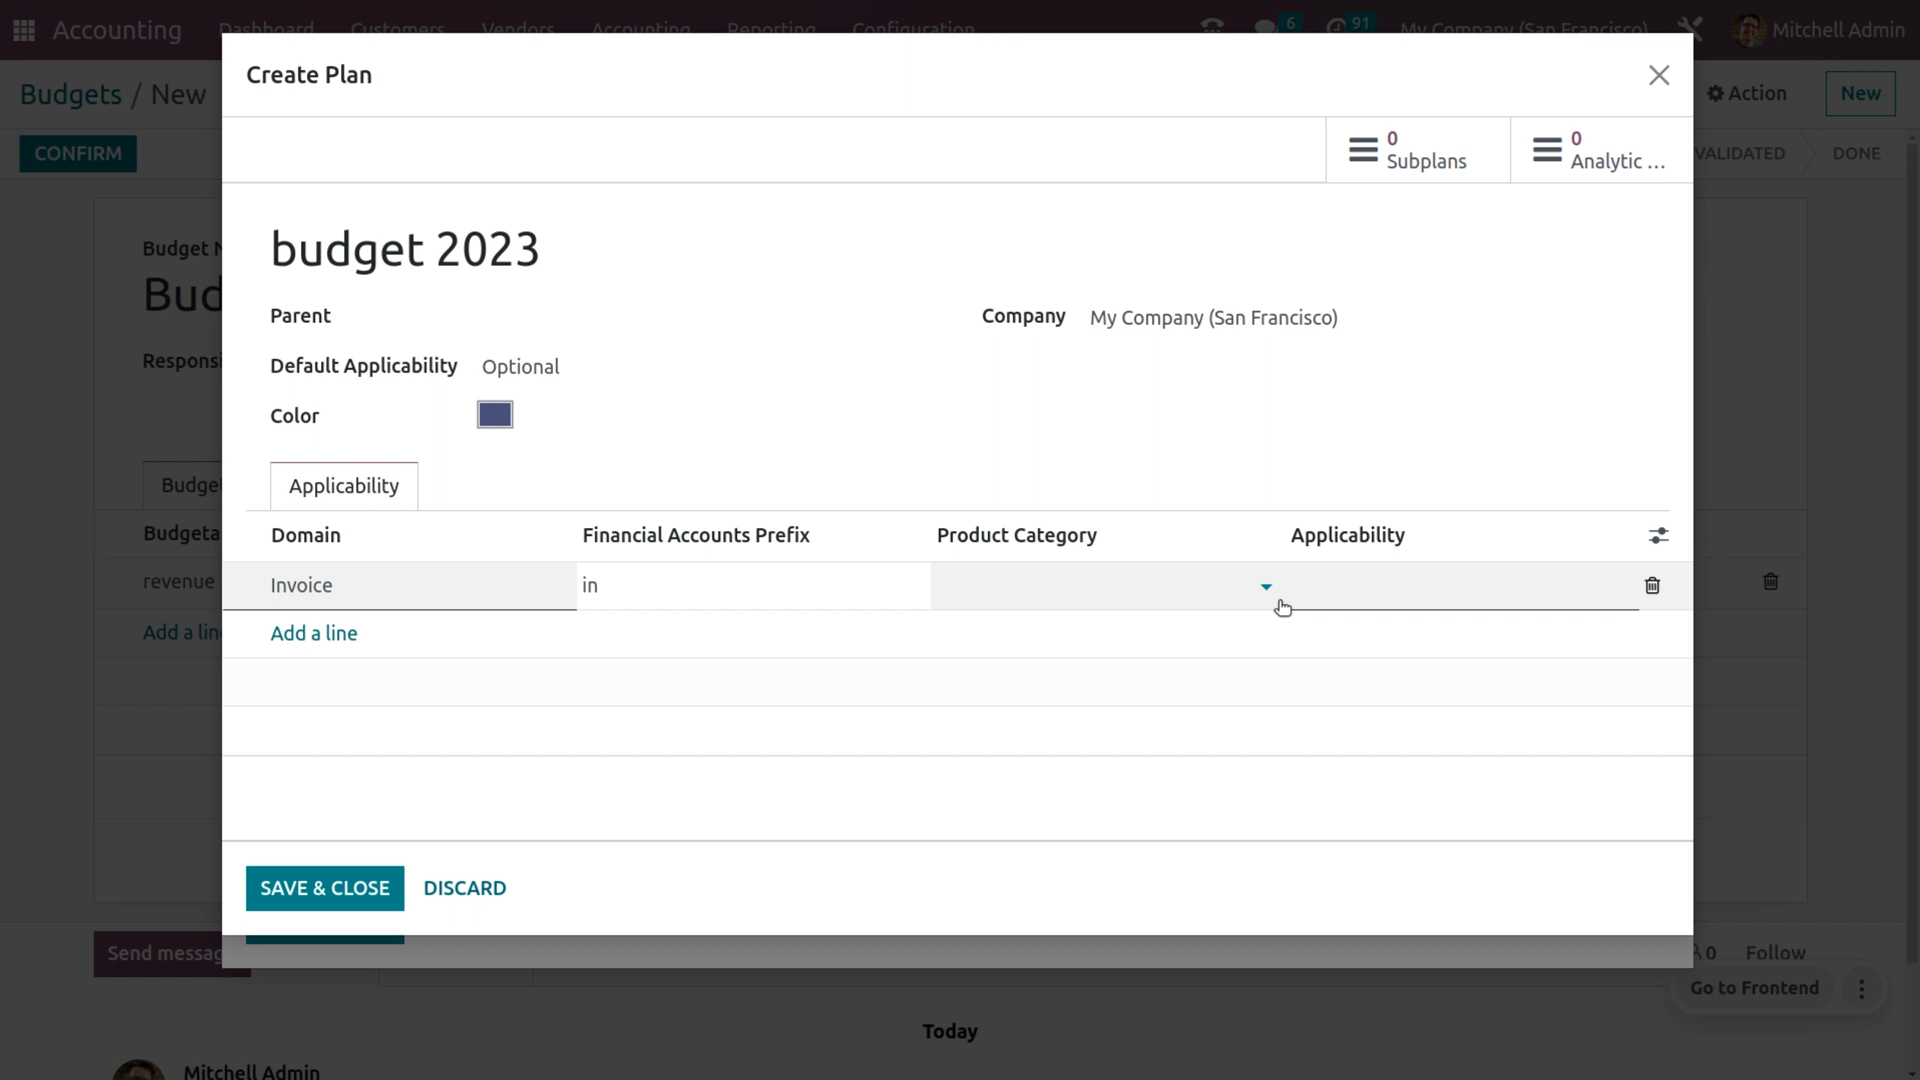 Accounting Dashboard Customers Vendors Accounting Reporting Configuration 6 91 My Company (San Francisco) Mitchell Admin
Create Plan
Budgets / New
Action
New
CONFIRM
0
Subplans
0
Analytic ...
VALIDATED
DONE
budget 2023
Budget N
Bud
Parent
Company My Company (San Francisco)
Responsi
Default Applicability Optional
Color
Budge
Applicability
Budgeta
Domain Financial Accounts Prefix Product Category Applicability
revenue
Invoice in
Add a lin
Add a line
SAVE & CLOSE DISCARD
Send messag
0 Follow
Go to Frontend
Today
Mitchell Admin